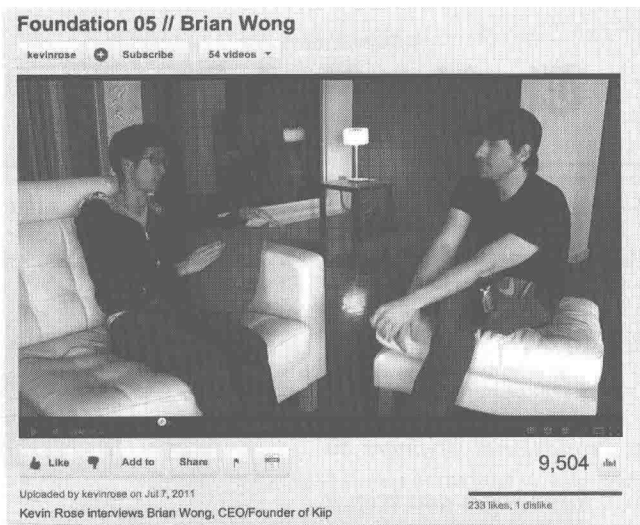 Foundation 05 // Brian Wong
kevinrose Subscribe 54 videos
Like Add to Share
9,504
Uploaded by kevinrose on Jul 7, 2011
233 likes, 1 dislike
Kevin Rose interviews Brian Wong, CEO/Founder of Kiip